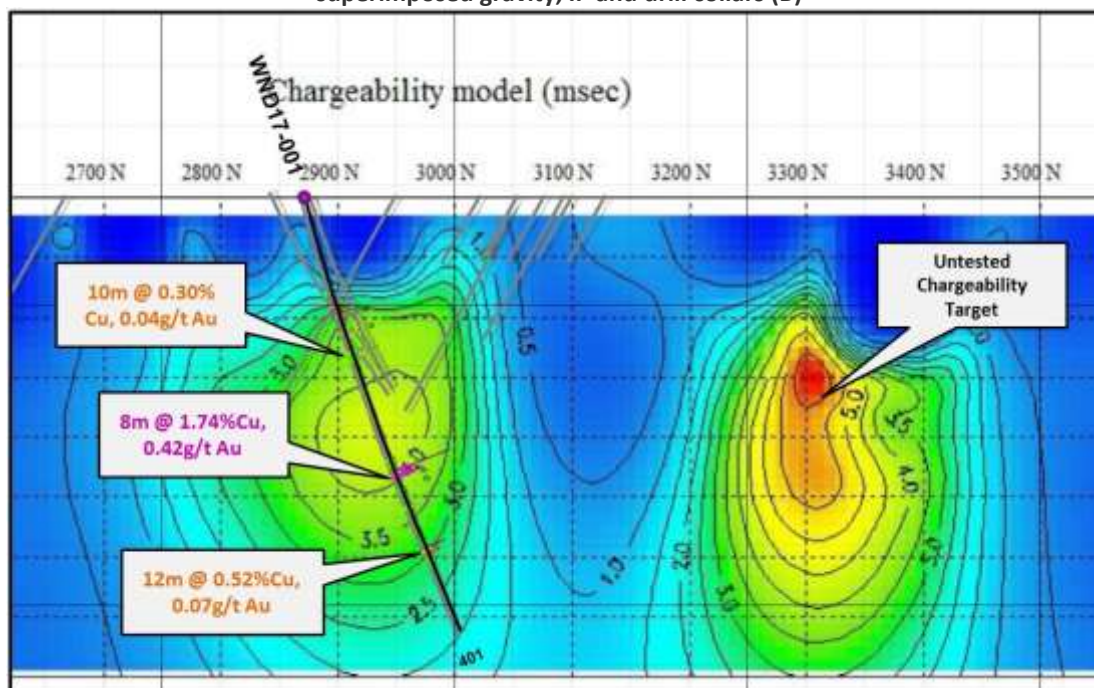 superimposed gravity, IP and drill collars (B)
WND17-001
Chargeability model (msec)
2700 N 2800 N 2900 N 3000 N 3100 N 3200 N 3300 N 3400 N 3500 N
Untested
Chargeability
Target
10m @ 0.30%
Cu, 0.04g/t Au
8m @ 1.74%Cu,
0.42g/t Au
12m @ 0.52%Cu,
0.07g/t Au
3.0
0.5
5.0
3.5
4.0
3.0
3.5
2.5
1.0
2.0
3.0
401